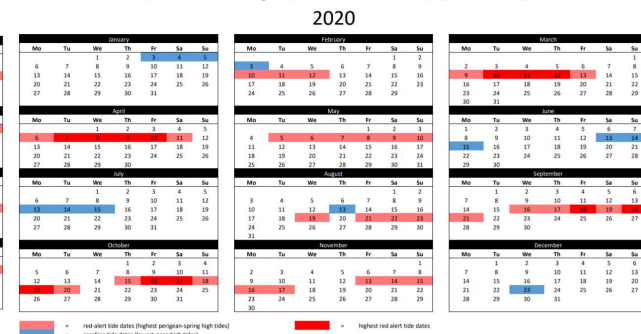 2020
January
Mo Tu We Th Fr Sa Su
1 2 3 4 5
6 7 8 9 10 11 12
13 14 15 16 17 18 19
20 21 22 23 24 25 26
27 28 29 30 31
February
Mo Tu We Th Fr Sa Su
1 2
3 4 5 6 7 8 9
10 11 12 13 14 15 16
17 18 19 20 21 22 23
24 25 26 27 28 29
March
Mo Tu We Th Fr Sa Su
1
2 3 4 5 6 7 8
9 10 11 12 13 14 15
16 17 18 19 20 21 22
23 24 25 26 27 28 29
30 31
April
Mo Tu We Th Fr Sa Su
1 2 3 4 5
6 7 8 9 10 11 12
13 14 15 16 17 18 19
20 21 22 23 24 25 26
27 28 29 30
May
Mo Tu We Th Fr Sa Su
1 2 3
4 5 6 7 8 9 10
11 12 13 14 15 16 17
18 19 20 21 22 23 24
25 26 27 28 29 30 31
June
Mo Tu We Th Fr Sa Su
1 2 3 4 5 6 7
8 9 10 11 12 13 14
15 16 17 18 19 20 21
22 23 24 25 26 27 28
29 30
July
Mo Tu We Th Fr Sa Su
1 2 3 4 5
6 7 8 9 10 11 12
13 14 15 16 17 18 19
20 21 22 23 24 25 26
27 28 29 30 31
August
Mo Tu We Th Fr Sa Su
1 2
3 4 5 6 7 8 9
10 11 12 13 14 15 16
17 18 19 20 21 22 23
24 25 26 27 28 29 30
31
September
Mo Tu We Th Fr Sa Su
1 2 3 4 5 6
7 8 9 10 11 12 13
14 15 16 17 18 19 20
21 22 23 24 25 26 27
28 29 30
October
Mo Tu We Th Fr Sa Su
1 2 3 4
5 6 7 8 9 10 11
12 13 14 15 16 17 18
19 20 21 22 23 24 25
26 27 28 29 30 31
November
Mo Tu We Th Fr Sa Su
1
2 3 4 5 6 7 8
9 10 11 12 13 14 15
16 17 18 19 20 21 22
23 24 25 26 27 28 29
30
December
Mo Tu We Th Fr Sa Su
1 2 3 4 5 6
7 8 9 10 11 12 13
14 15 16 17 18 19 20
21 22 23 24 25 26 27
28 29 30 31
= red-alert tide dates (highest perigean-spring high tides)
= highest red alert tide dates